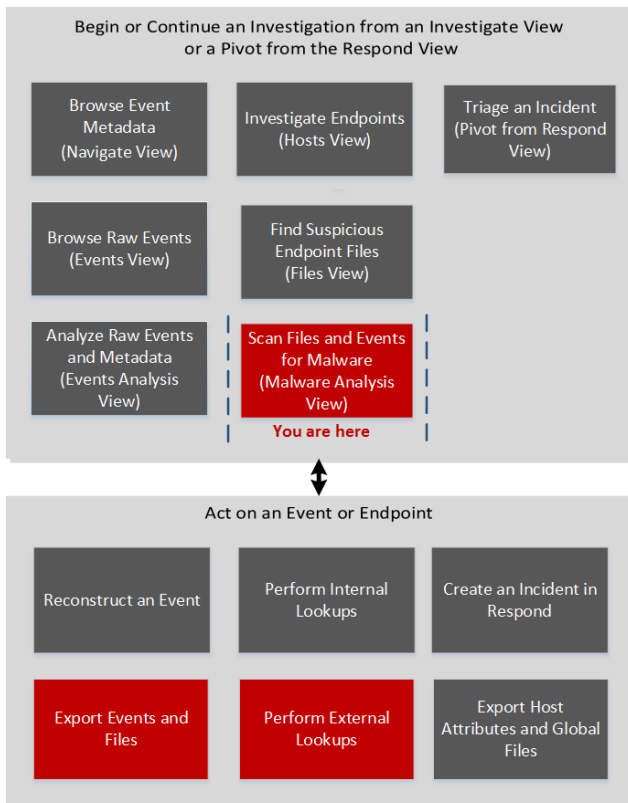 Begin or Continue an Investigation from an Investigate View
or a Pivot from the Respond View
Browse Event
Metadata
(Navigate View)
Investigate Endpoints
(Hosts View)
Triage an Incident
(Pivot from Respond
View)
Browse Raw Events
(Events View)
Find Suspicious
Endpoint Files
(Files View)
Analyze Raw Events
and Metadata
(Events Analysis
View)
Scan Files and Events
for Malware
(Malware Analysis
View)
You are here
Act on an Event or Endpoint
Reconstruct an Event
Perform Internal
Lookups
Create an Incident in
Respond
Export Events and
Files
Perform External
Lookups
Export Host
Attributes and Global
Files